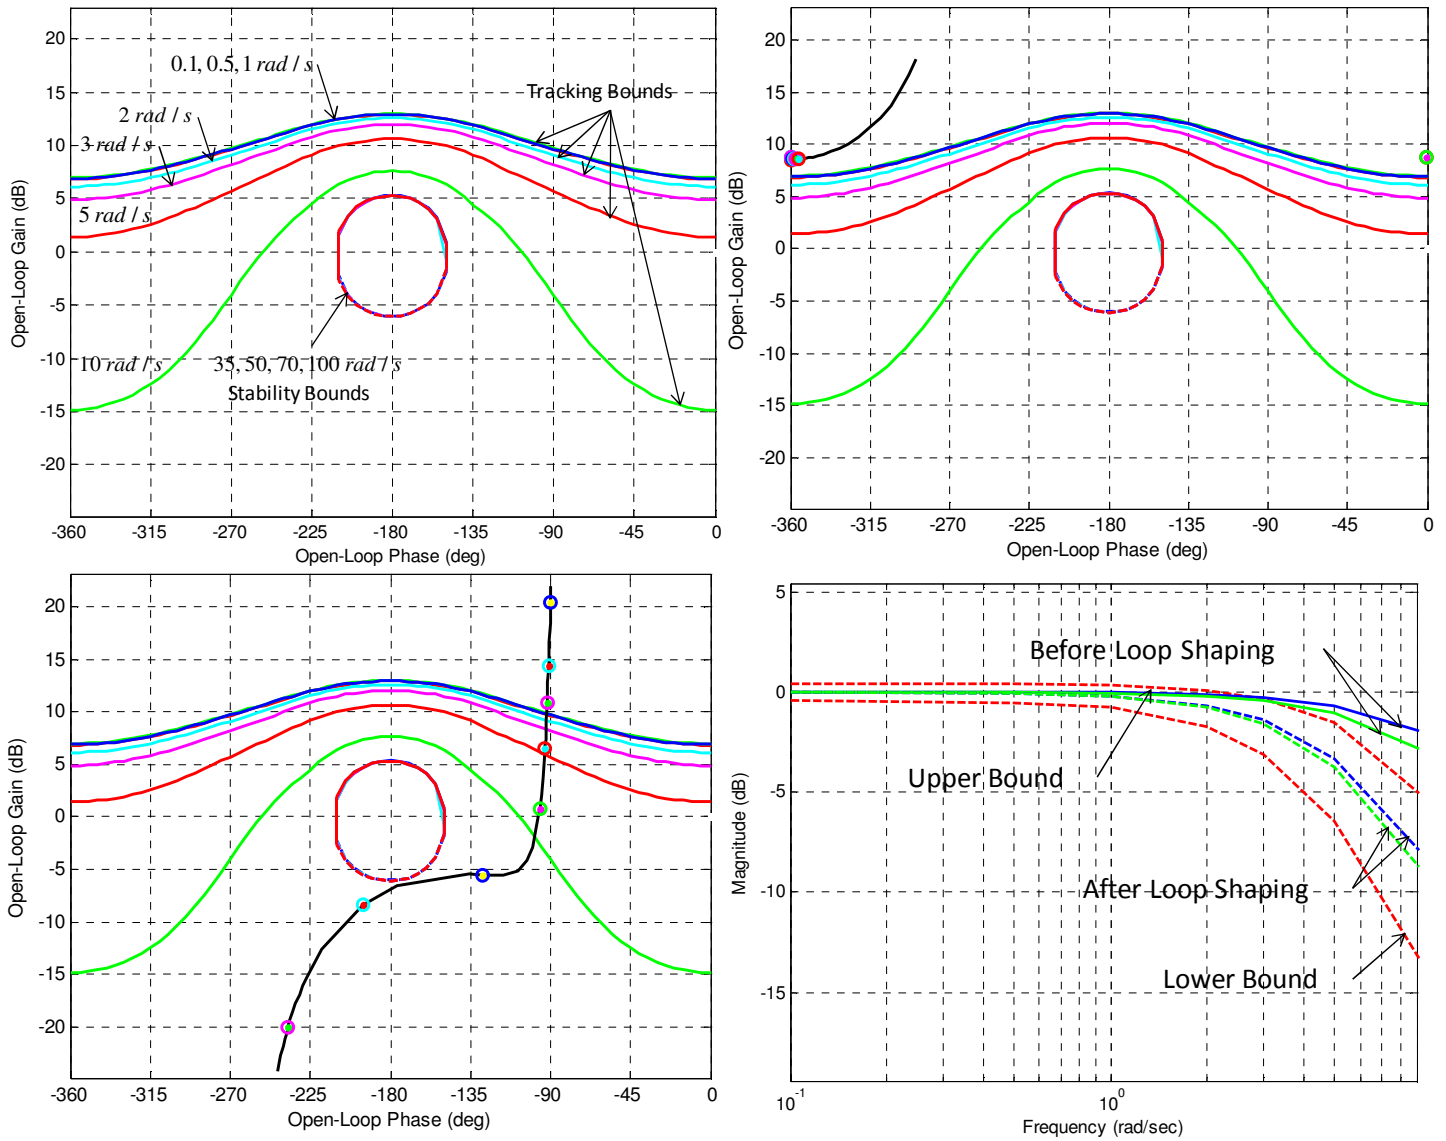 20
15
10
5
0
-5
-10
-15
-20
Open-Loop Gain (dB)
0.1, 0.5, 1 rad / s
Tracking Bounds
2 rad / s
3 rad / s
5 rad / s
10 rad / s
35, 50, 70, 100 rad / s
Stability Bounds
-360 -315 -270 -225 -180 -135 -90 -45 0
Open-Loop Phase (deg)
20
15
10
5
0
-5
-10
-15
-20
Open-Loop Gain (dB)
-360 -315 -270 -225 -180 -135 -90 -45 0
Open-Loop Phase (deg)
20
15
10
5
0
-5
-10
-15
-20
Open-Loop Gain (dB)
-360 -315 -270 -225 -180 -135 -90 -45 0
Open-Loop Phase (deg)
5
0
-5
-10
-15
Magnitude (dB)
Before Loop Shaping
Upper Bound
After Loop Shaping
Lower Bound
10⁻¹ 10⁰
Frequency (rad/sec)